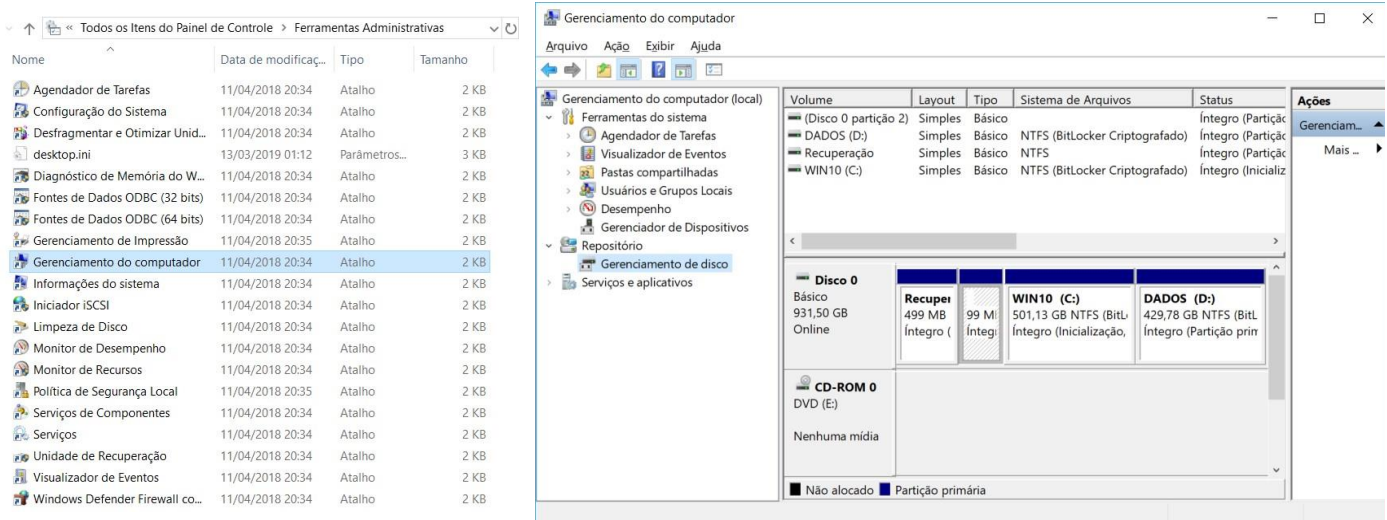 « Todos os Itens do Painel de Controle > Ferramentas Administrativas
Nome Data de modificaç... Tipo Tamanho
Agendador de Tarefas 11/04/2018 20:34 Atalho 2 KB
Configuração do Sistema 11/04/2018 20:34 Atalho 2 KB
Desfragmentar e Otimizar Unid... 11/04/2018 20:34 Atalho 2 KB
desktop.ini 13/03/2019 01:12 Parâmetros... 3 KB
Diagnóstico de Memória do W... 11/04/2018 20:34 Atalho 2 KB
Fontes de Dados ODBC (32 bits) 11/04/2018 20:34 Atalho 2 KB
Fontes de Dados ODBC (64 bits) 11/04/2018 20:34 Atalho 2 KB
Gerenciamento de Impressão 11/04/2018 20:35 Atalho 2 KB
Gerenciamento do computador 11/04/2018 20:34 Atalho 2 KB
Informações do sistema 11/04/2018 20:34 Atalho 2 KB
Iniciador iSCSI 11/04/2018 20:34 Atalho 2 KB
Limpeza de Disco 11/04/2018 20:34 Atalho 2 KB
Monitor de Desempenho 11/04/2018 20:34 Atalho 2 KB
Monitor de Recursos 11/04/2018 20:34 Atalho 2 KB
Política de Segurança Local 11/04/2018 20:35 Atalho 2 KB
Serviços de Componentes 11/04/2018 20:34 Atalho 2 KB
Serviços 11/04/2018 20:34 Atalho 2 KB
Unidade de Recuperação 11/04/2018 20:34 Atalho 2 KB
Visualizador de Eventos 11/04/2018 20:34 Atalho 2 KB
Windows Defender Firewall co... 11/04/2018 20:34 Atalho 2 KB
Gerenciamento do computador
Arquivo Ação Exibir Ajuda
Gerenciamento do computador (local)
Ferramentas do sistema
Agendador de Tarefas
Visualizador de Eventos
Pastas compartilhadas
Usuários e Grupos Locais
Desempenho
Gerenciador de Dispositivos
Repositório
Gerenciamento de disco
Serviços e aplicativos
Volume Layout Tipo Sistema de Arquivos Status
(Disco 0 partição 2) Simples Básico Íntegro (Partiçã
DADOS (D:) Simples Básico NTFS (BitLocker Criptografado) Íntegro (Partiçã
Recuperação Simples Básico NTFS Íntegro (Partiçã
WIN10 (C:) Simples Básico NTFS (BitLocker Criptografado) Íntegro (Inicializ
Disco 0
Básico
931,50 GB
Online
Recuper
499 MB
Íntegro (
99 M
Íntegr
WIN10 (C:)
501,13 GB NTFS (BitL
Íntegro (Inicialização,
DADOS (D:)
429,78 GB NTFS (BitL
Íntegro (Partição prim
CD-ROM 0
DVD (E:)
Nenhuma mídia
Não alocado Partição primária
Ações
Gerenciam...
Mais ...